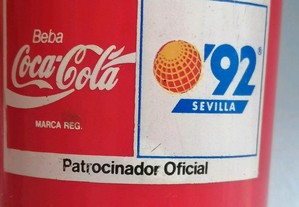 Beba
Coca-Cola
MARCA REG.
'92
SEVILLA
Patrocinador Oficial